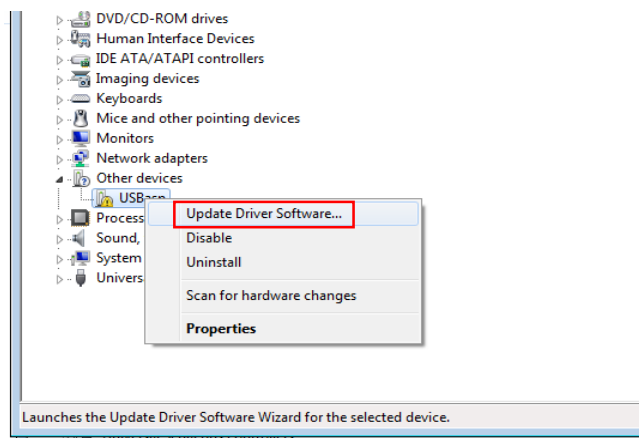 DVD/CD-ROM drives
Human Interface Devices
IDE ATA/ATAPI controllers
Imaging devices
Keyboards
Mice and other pointing devices
Monitors
Network adapters
Other devices
USBasp
Update Driver Software...
Process
Disable
Sound,
Uninstall
System
Univers
Scan for hardware changes
Properties
Launches the Update Driver Software Wizard for the selected device.